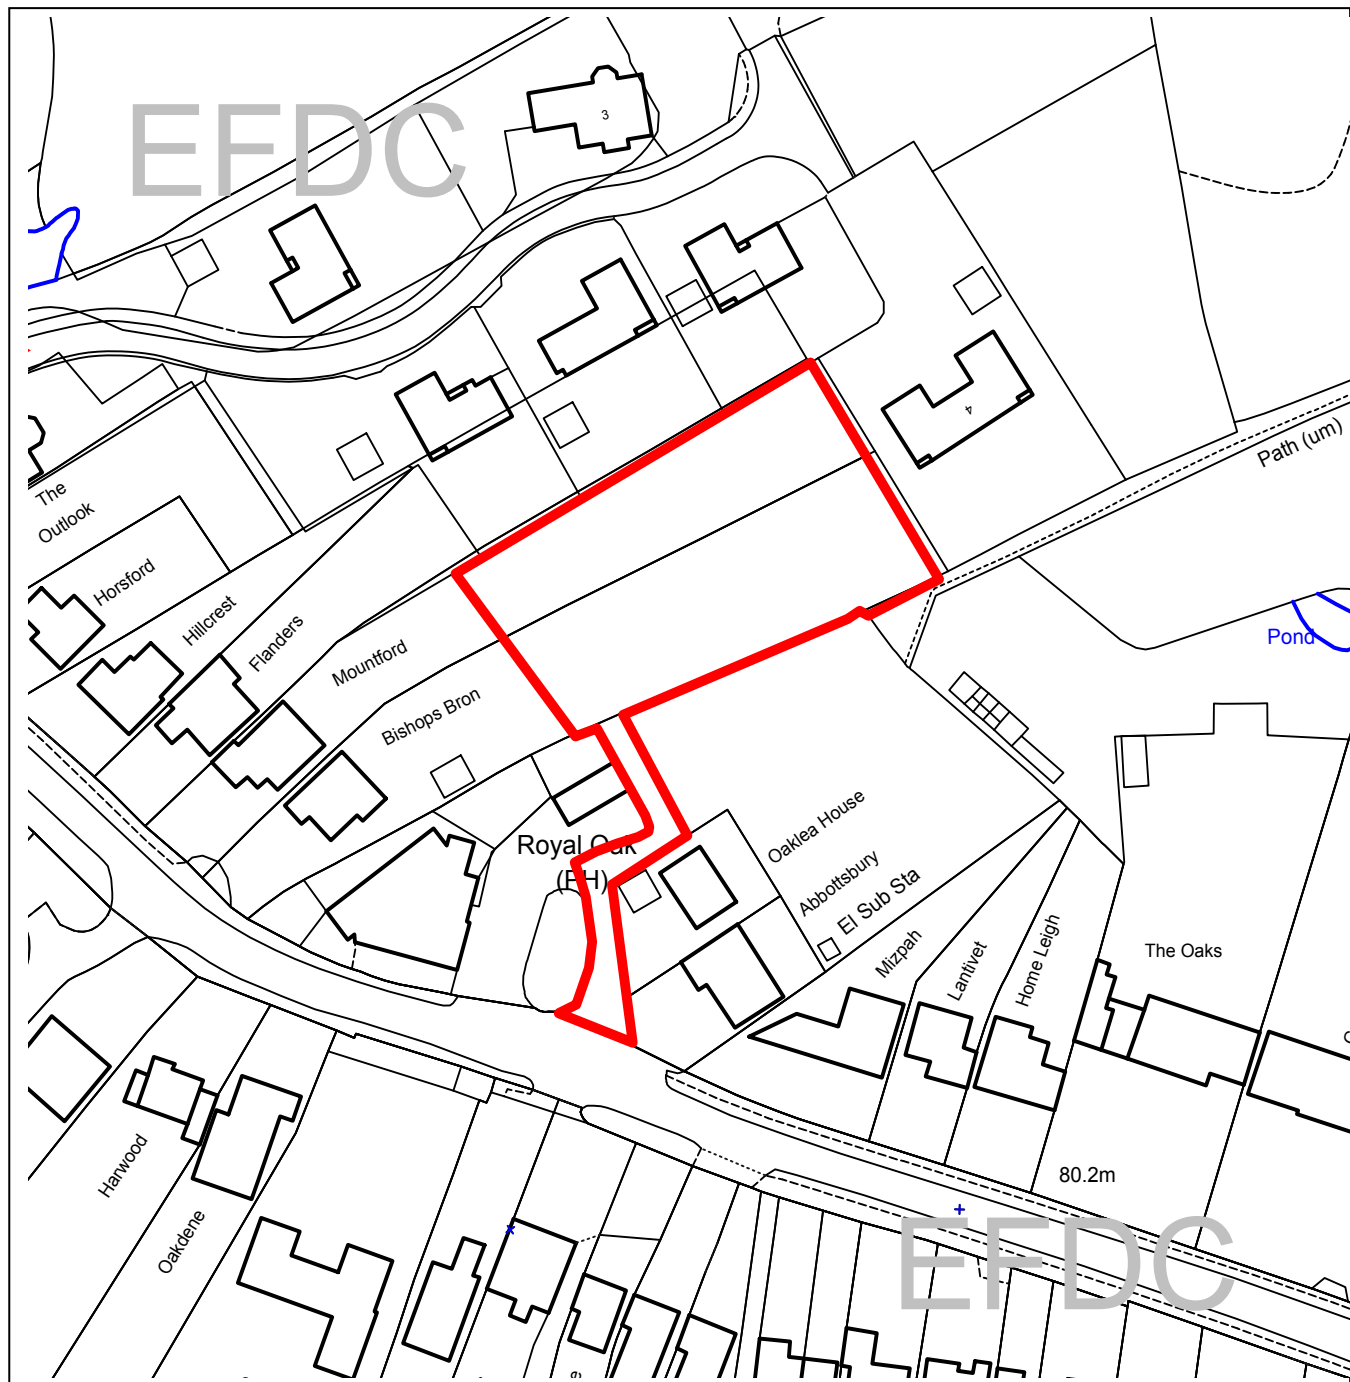 EFDC
3
4
Path (um)
The
Outlook
Horsford
Hillcrest
Flanders
Mountford
Bishops Bron
Pond
Royal Oak
(PH)
Oaklea House
Abbottsbury
El Sub Sta
Mizpah
Lantivet
Home Leigh
The Oaks
Harwood
Oakdene
80.2m
EFDC